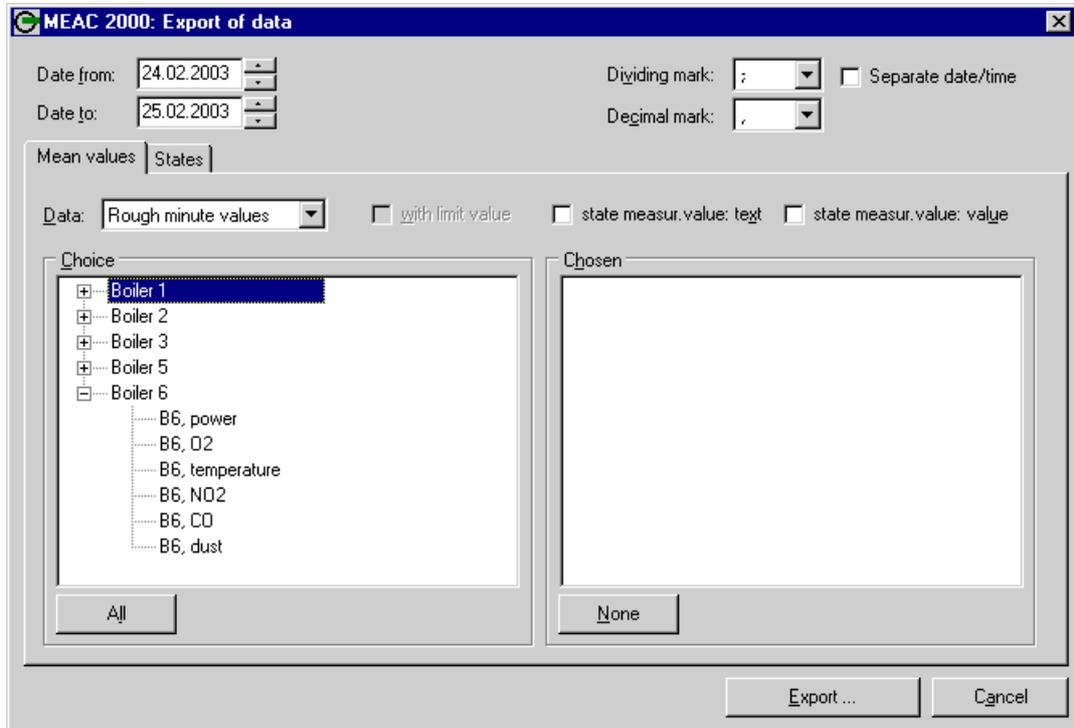 MEAC 2000: Export of data
Date from: 24.02.2003 Dividing mark: ; Separate date/time
Date to: 25.02.2003 Decimal mark: ,
Mean values States
Data: Rough minute values with limit value state measur.value: text state measur.value: value
Choice Chosen
Boiler 1
Boiler 2
Boiler 3
Boiler 5
Boiler 6
B6, power
B6, O2
B6, temperature
B6, NO2
B6, CO
B6, dust
All None
Export ... Cancel